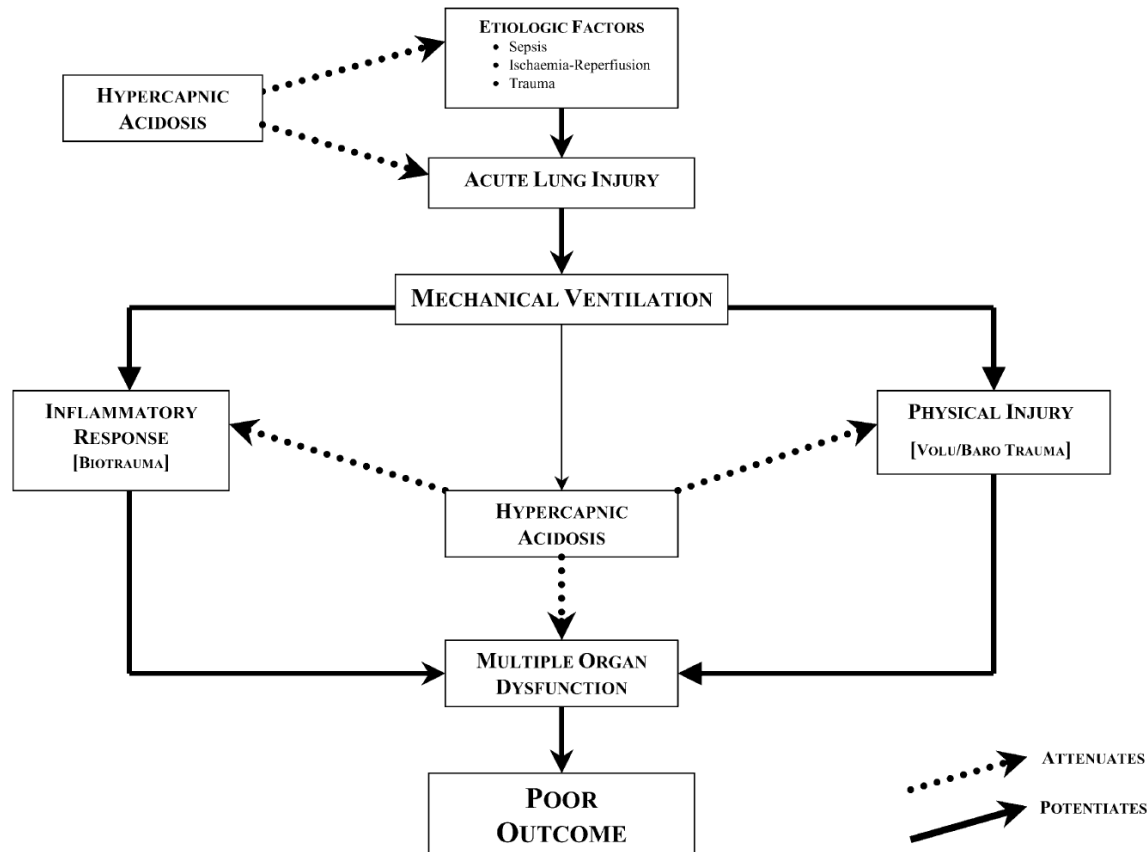 ETIOLOGIC FACTORS
• Sepsis
• Ischaemia-Reperfiusion
• Trauma
HYPERCAPNIC
ACIDOSIS
ACUTE LUNG INJURY
MECHANICAL VENTILATION
INFLAMMATORY
RESPONSE
[BIOTRAUMA]
PHYSICAL INJURY
[VOLU/BARO TRAUMA]
HYPERCAPNIC
ACIDOSIS
MULTIPLE ORGAN
DYSFUNCTION
ATTENUATES
POTENTIATES
POOR
OUTCOME